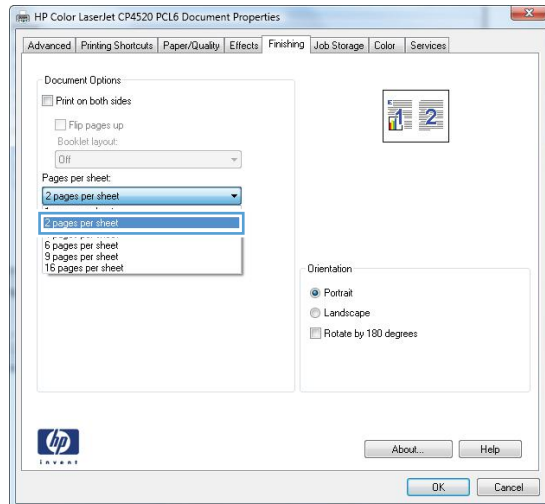 HP Color LaserJet CP4520 PCL6 Document Properties
Advanced Printing Shortcuts Paper/Quality Effects Finishing Job Storage Color Services
Document Options
Print on both sides
Flip pages up
Booklet layout:
Off
Pages per sheet:
2 pages per sheet
2 pages per sheet
6 pages per sheet
9 pages per sheet
16 pages per sheet
1 2
Orientation
Portrait
Landscape
Rotate by 180 degrees
hp
invent
About... Help
OK Cancel